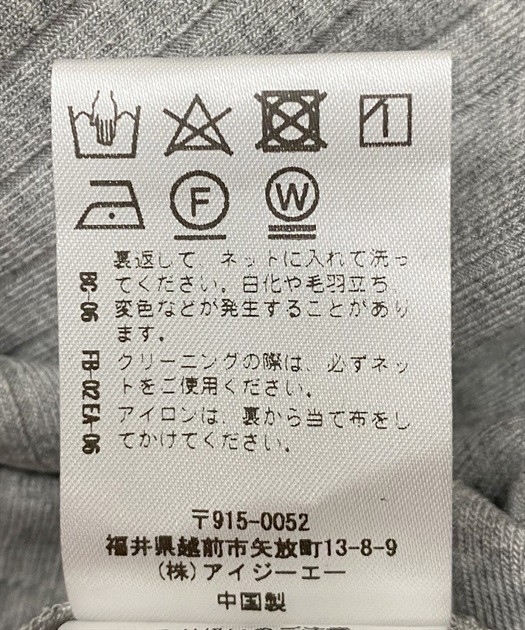 F
W
裏返して、ネットに入れて洗っ
てください。白化や毛羽立ち、
変色などが発生することがあり
ます。
クリーニングの際は、必ずネッ
トをご使用ください。
アイロンは、裏から当て布をし
てかけてください。
BC-06 FB-02 EA-06
〒915-0052
福井県越前市矢放町13-8-9
(株)アイジーエー
中国製